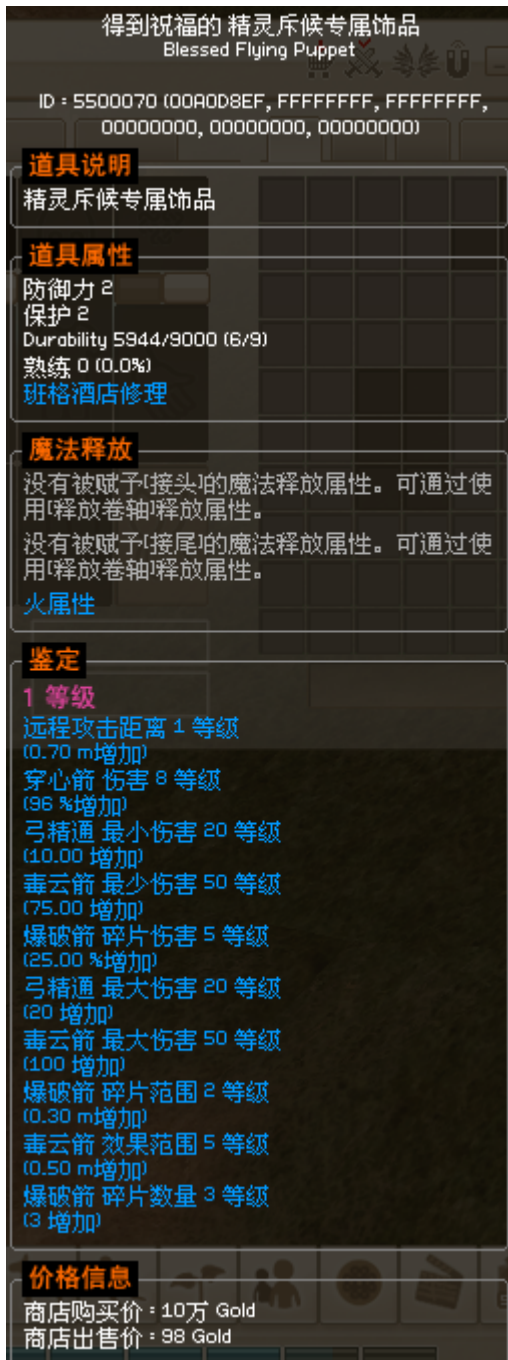 得到祝福的 精灵斥候专属饰品
Blessed Flying Puppet
ID : 5500070 (00A0D8EF, FFFFFFFF, FFFFFFFF,
00000000, 00000000, 00000000)
道具说明
精灵斥候专属饰品
道具属性
防御力 2
保护 2
Durability 5944/9000 (6/9)
熟练 0 (0.0%)
班格酒店修理
魔法释放
没有被赋予[接头]的魔法释放属性。可通过使
用[释放卷轴]释放属性。
没有被赋予[接尾]的魔法释放属性。可通过使
用[释放卷轴]释放属性。
火属性
鉴定
1 等级
远程攻击距离 1 等级
(0.70 m增加)
穿心箭 伤害 8 等级
(96 %增加)
弓精通 最小伤害 20 等级
(10.00 增加)
毒云箭 最少伤害 50 等级
(75.00 增加)
爆破箭 碎片伤害 5 等级
(25.00 %增加)
弓精通 最大伤害 20 等级
(20 增加)
毒云箭 最大伤害 50 等级
(100 增加)
爆破箭 碎片范围 2 等级
(0.30 m增加)
毒云箭 效果范围 5 等级
(0.50 m增加)
爆破箭 碎片数量 3 等级
(3 增加)
价格信息
商店购买价 : 10万 Gold
商店出售价 : 98 Gold